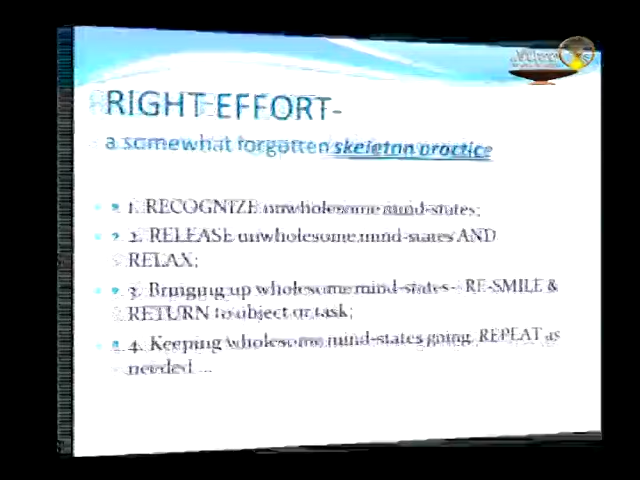 RIGHT EFFORT-
a somewhat forgotten skeleton practice
1. RECOGNIZE unwholesome mind-states;
2. RELEASE unwholesome mind-states AND
RELAX;
3. Bringing up wholesome mind-states- RE-SMILE &
RETURN to object or task;
4. Keeping wholesome mind-states going, REPEAT as
needed ...